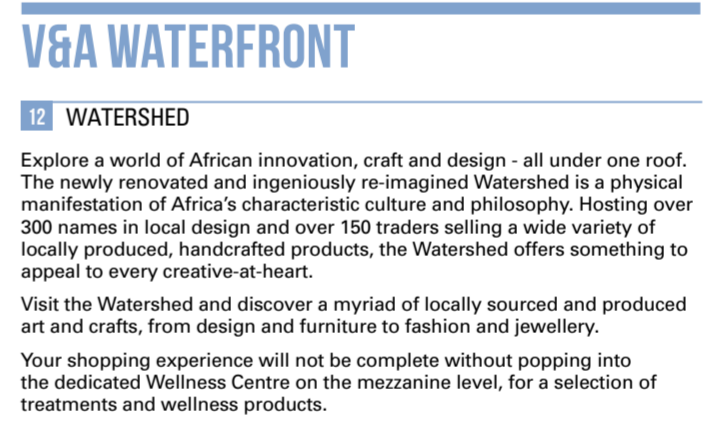 V&A WATERFRONT
12 WATERSHED
Explore a world of African innovation, craft and design - all under one roof.
The newly renovated and ingeniously re-imagined Watershed is a physical
manifestation of Africa's characteristic culture and philosophy. Hosting over
300 names in local design and over 150 traders selling a wide variety of
locally produced, handcrafted products, the Watershed offers something to
appeal to every creative-at-heart.
Visit the Watershed and discover a myriad of locally sourced and produced
art and crafts, from design and furniture to fashion and jewellery.
Your shopping experience will not be complete without popping into
the dedicated Wellness Centre on the mezzanine level, for a selection of
treatments and wellness products.